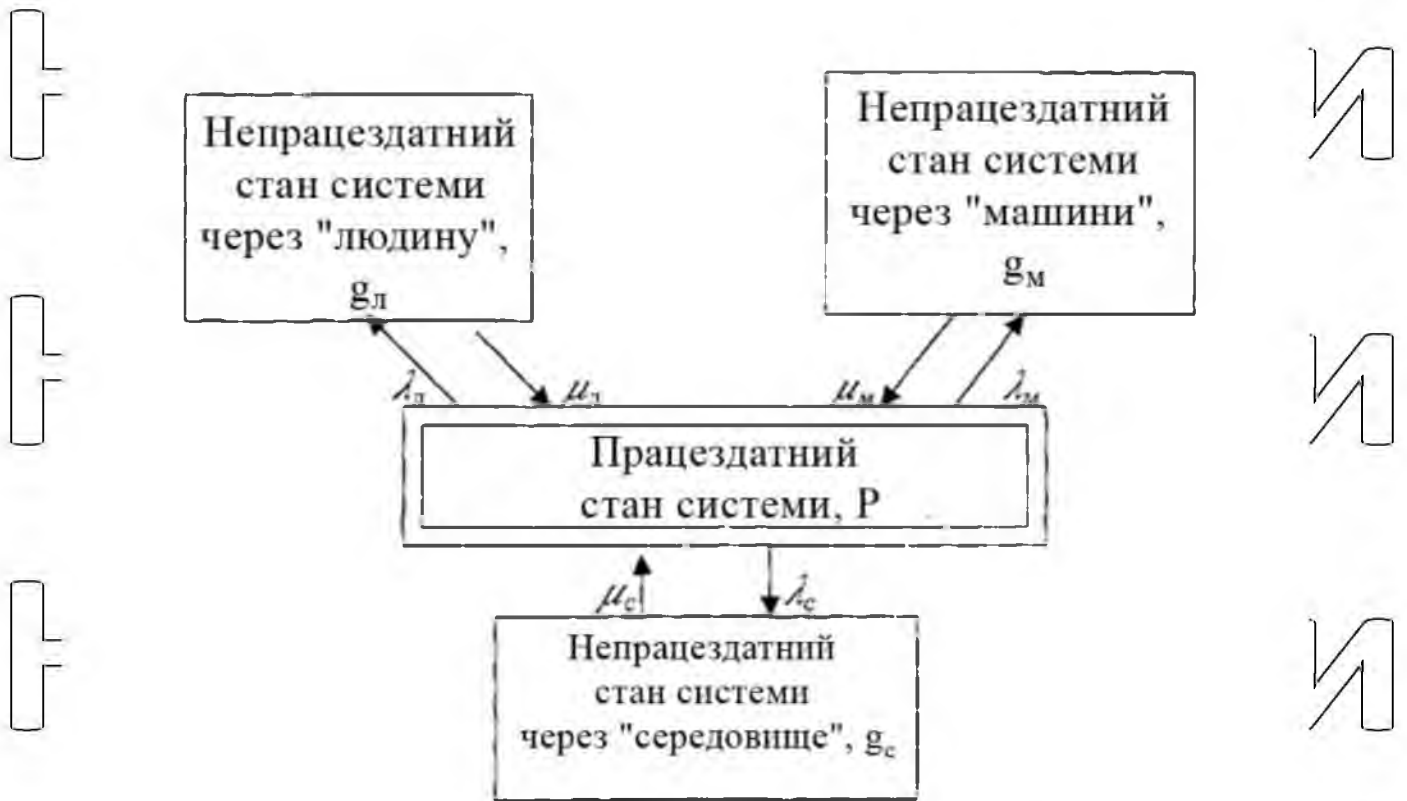 Непрацездатний
стан системи
через "людину",
gл
Непрацездатний
стан системи
через "машини",
gм
λл
μл
μм
λм
Працездатний
стан системи, Р
μс
λс
Непрацездатний
стан системи
через "середовище", gс